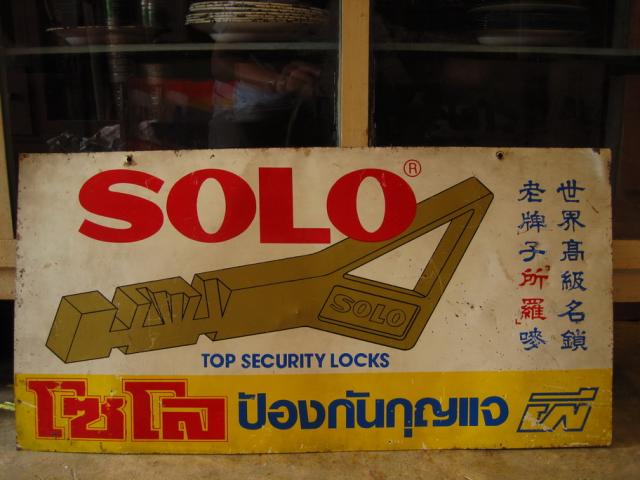 SOLO®
SOLO
TOP SECURITY LOCKS
世界高級名鎖
老牌子「所羅」嘜
โซโล ป้องกันกุญแจ ผี